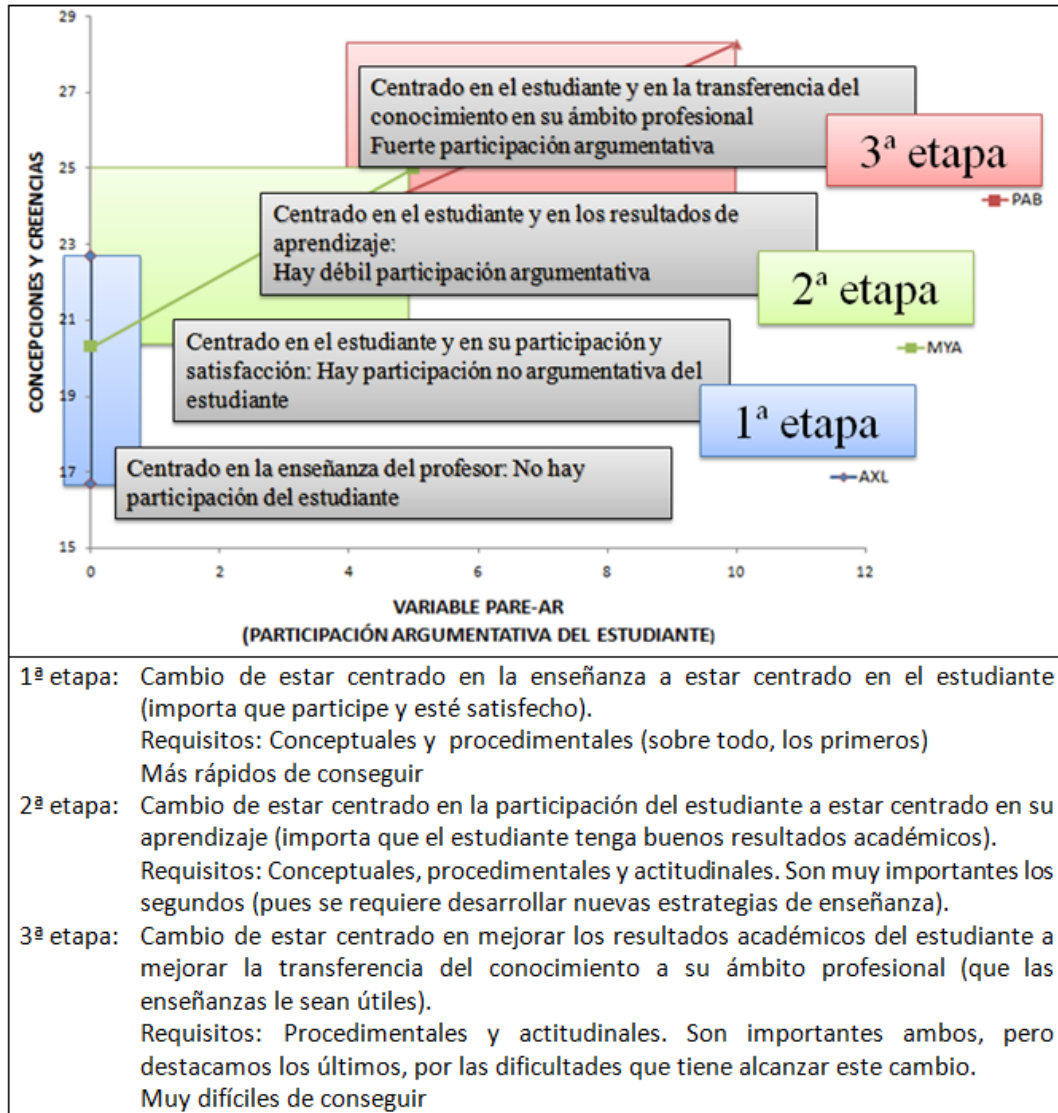 29
27
25
23
21
19
17
15
0
2
4
6
8
10
12
CONCEPCIONES Y CREENCIAS
Centrado en el estudiante y en la transferencia del
conocimiento en su ámbito profesional
Fuerte participación argumentativa
3ª etapa
PAB
Centrado en el estudiante y en los resultados de
aprendizaje:
Hay débil participación argumentativa
2ª etapa
MYA
Centrado en el estudiante y en su participación y
satisfacción: Hay participación no argumentativa del
estudiante
1ª etapa
AXL
Centrado en la enseñanza del profesor: No hay
participación del estudiante
VARIABLE PARE-AR
(PARTICIPACIÓN ARGUMENTATIVA DEL ESTUDIANTE)
1ª etapa: Cambio de estar centrado en la enseñanza a estar centrado en el estudiante
(importa que participe y esté satisfecho).
Requisitos: Conceptuales y procedimentales (sobre todo, los primeros)
Más rápidos de conseguir
2ª etapa: Cambio de estar centrado en la participación del estudiante a estar centrado en su
aprendizaje (importa que el estudiante tenga buenos resultados académicos).
Requisitos: Conceptuales, procedimentales y actitudinales. Son muy importantes los
segundos (pues se requiere desarrollar nuevas estrategias de enseñanza).
3ª etapa: Cambio de estar centrado en mejorar los resultados académicos del estudiante a
mejorar la transferencia del conocimiento a su ámbito profesional (que las
enseñanzas le sean útiles).
Requisitos: Procedimentales y actitudinales. Son importantes ambos, pero
destacamos los últimos, por las dificultades que tiene alcanzar este cambio.
Muy difíciles de conseguir